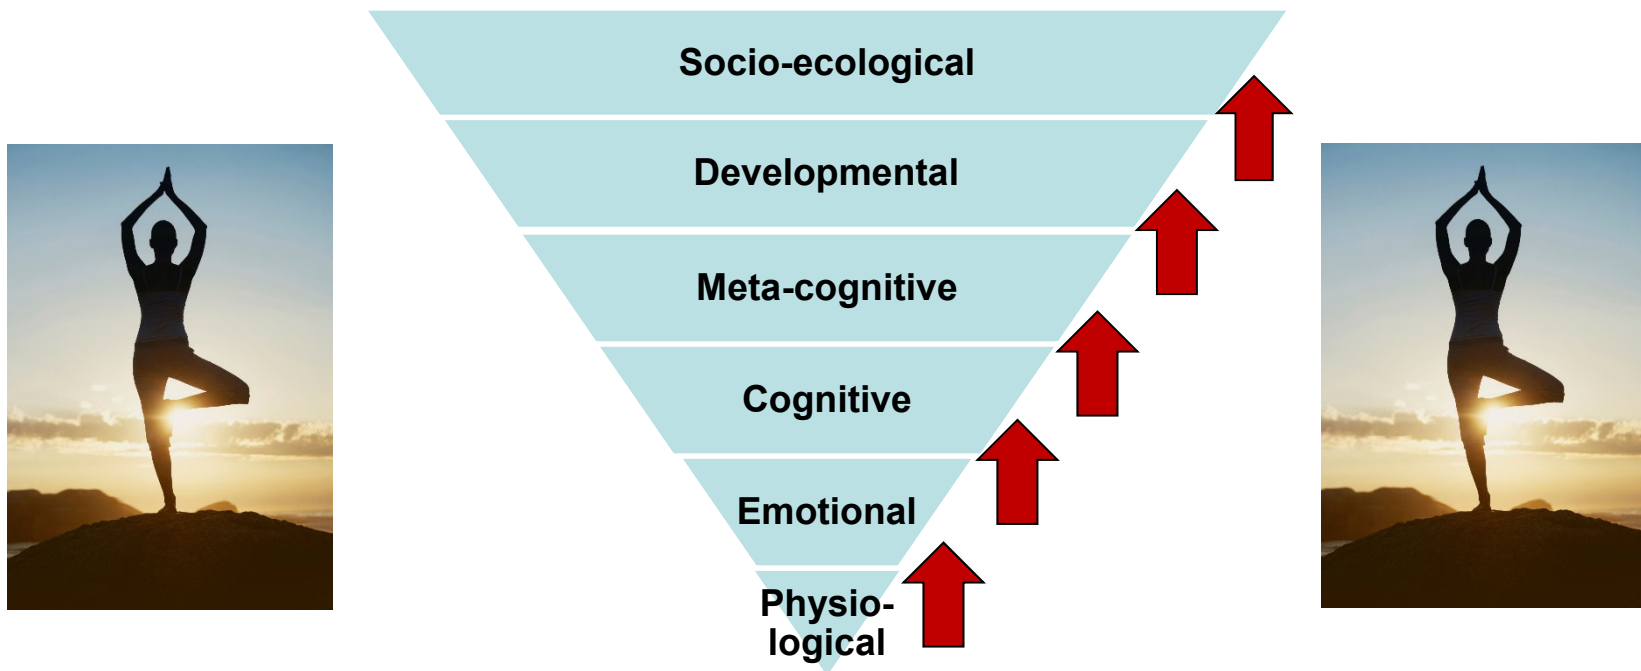 Socio-ecological
Developmental
Meta-cognitive
Cognitive
Emotional
Physio-
logical